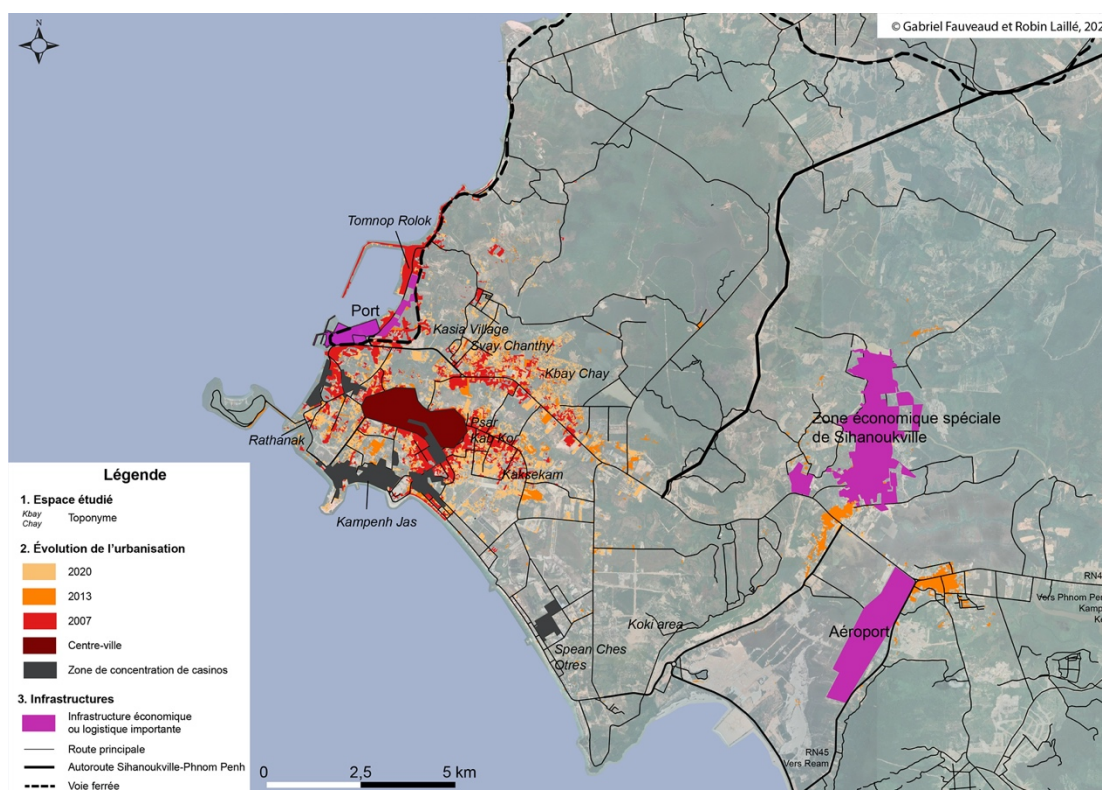 © Gabriel Fauveaud et Robin Laillé, 202
Tomnop Rolok
Port
Kasia Village
Svay Chanthy
Kbay Chay
Rathanak
Psar
Kaksekam
Kampenh Jas
Zone économique spéciale
de Sihanoukville
Koki area
Spean Ches
Otres
Aéroport
RN4
Vers Phnom Pen
Kamp
RN45
Vers Ream
Légende
1. Espace étudié
Kbay
Chay
Toponyme
2. Évolution de l'urbanisation
2020
2013
2007
Centre-ville
Zone de concentration de casinos
3. Infrastructures
Infrastructure économique
ou logistique importante
Route principale
Autoroute Sihanoukville-Phnom Penh
Voie ferrée
0
2,5
5 km